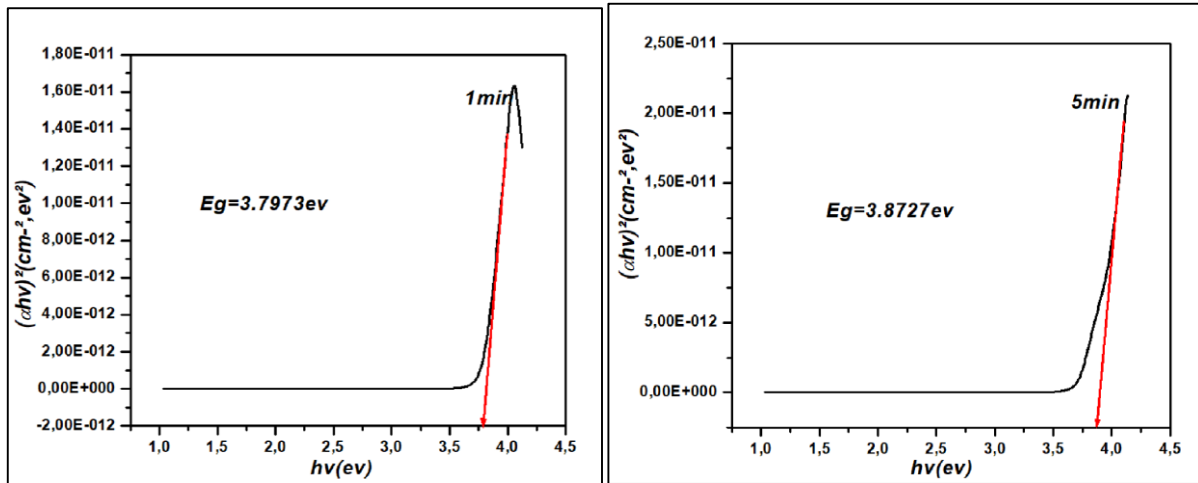 1,80E-011
1,60E-011
1,40E-011
1,20E-011
1,00E-011
8,00E-012
6,00E-012
4,00E-012
2,00E-012
0,00E+000
-2,00E-012
(αhv)²(cm-²,ev²)
1min
Eg=3.7973ev
1,0 1,5 2,0 2,5 3,0 3,5 4,0 4,5
hv(ev)
2,50E-011
2,00E-011
1,50E-011
1,00E-011
5,00E-012
0,00E+000
(αhv)²(cm-²,ev²)
5min
Eg=3.8727ev
1,0 1,5 2,0 2,5 3,0 3,5 4,0 4,5
hv(ev)